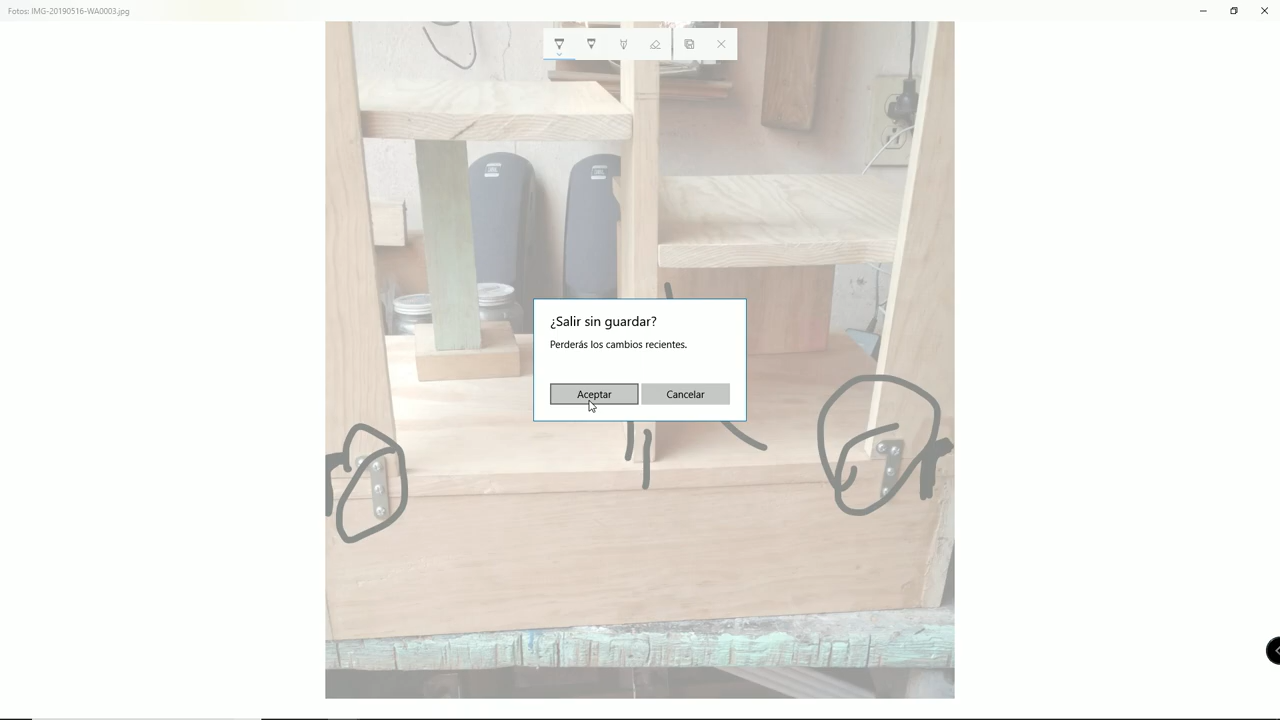 Fotos: IMG-20190516-WA0003.jpg
¿Salir sin guardar?
Perderás los cambios recientes.
Aceptar
Cancelar